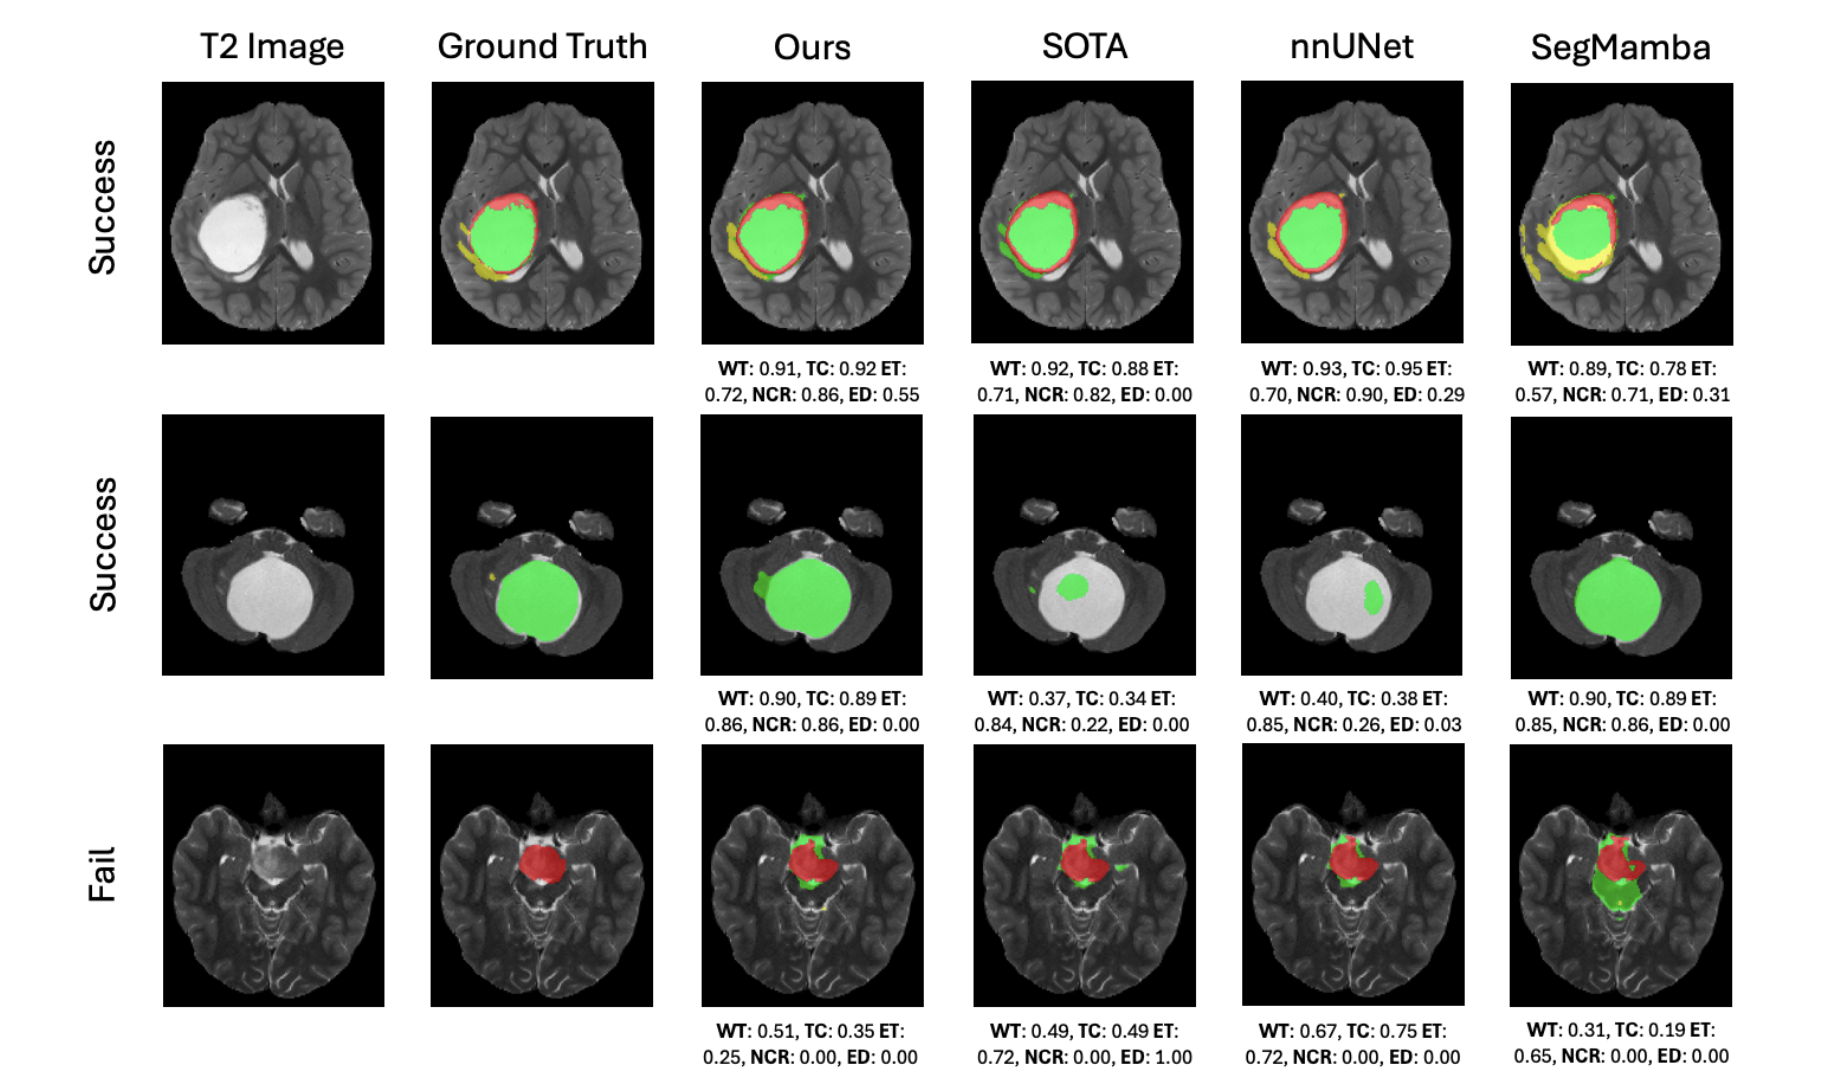 T2 Image
Ground Truth
Ours
SOTA
nnUNet
SegMamba
Success
WT: 0.91, TC: 0.92 ET:
0.72, NCR: 0.86, ED: 0.55
WT: 0.92, TC: 0.88 ET:
0.71, NCR: 0.82, ED: 0.00
WT: 0.93, TC: 0.95 ET:
0.70, NCR: 0.90, ED: 0.29
WT: 0.89, TC: 0.78 ET:
0.57, NCR: 0.71, ED: 0.31
Success
WT: 0.90, TC: 0.89 ET:
0.86, NCR: 0.86, ED: 0.00
WT: 0.37, TC: 0.34 ET:
0.84, NCR: 0.22, ED: 0.00
WT: 0.40, TC: 0.38 ET:
0.85, NCR: 0.26, ED: 0.03
WT: 0.90, TC: 0.89 ET:
0.85, NCR: 0.86, ED: 0.00
Fail
WT: 0.51, TC: 0.35 ET:
0.25, NCR: 0.00, ED: 0.00
WT: 0.49, TC: 0.49 ET:
0.72, NCR: 0.00, ED: 1.00
WT: 0.67, TC: 0.75 ET:
0.72, NCR: 0.00, ED: 0.00
WT: 0.31, TC: 0.19 ET:
0.65, NCR: 0.00, ED: 0.00